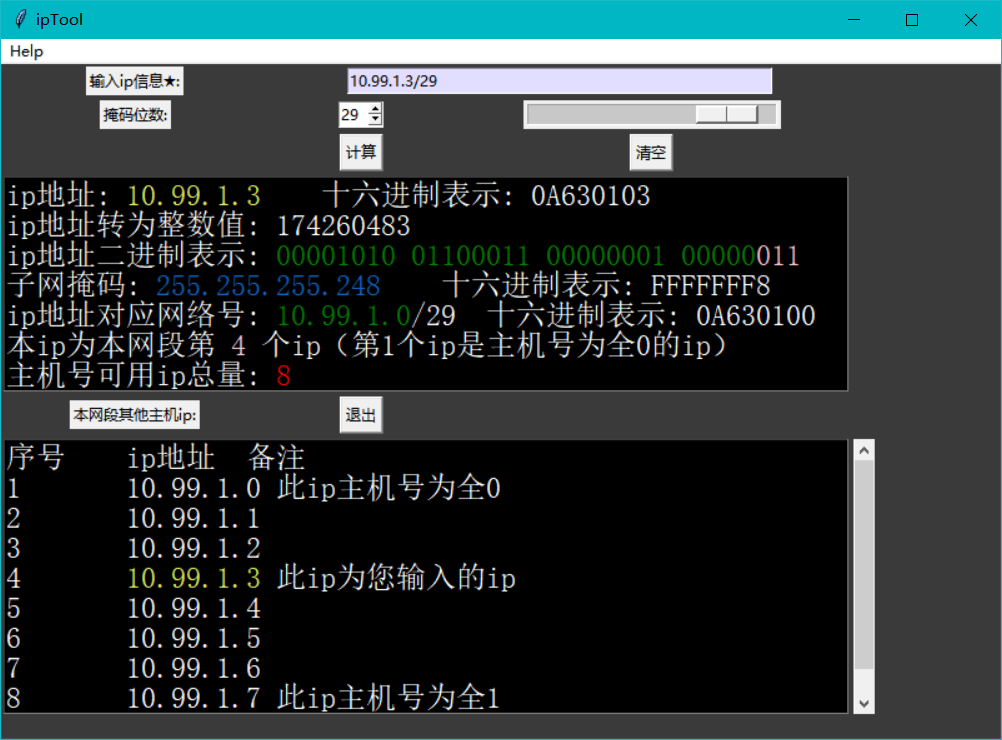 ipTool
Help
输入ip信息★: 10.99.1.3/29
掩码位数: 29
计算 清空
ip地址: 10.99.1.3 十六进制表示: 0A630103
ip地址转为整数值: 174260483
ip地址二进制表示: 00001010 01100011 00000001 00000011
子网掩码: 255.255.255.248 十六进制表示: FFFFFFF8
ip地址对应网络号: 10.99.1.0/29 十六进制表示: 0A630100
本ip为本网段第 4 个ip（第1个ip是主机号为全0的ip）
主机号可用ip总量: 8
本网段其他主机ip: 退出
序号 ip地址 备注
1 10.99.1.0 此ip主机号为全0
2 10.99.1.1
3 10.99.1.2
4 10.99.1.3 此ip为您输入的ip
5 10.99.1.4
6 10.99.1.5
7 10.99.1.6
8 10.99.1.7 此ip主机号为全1